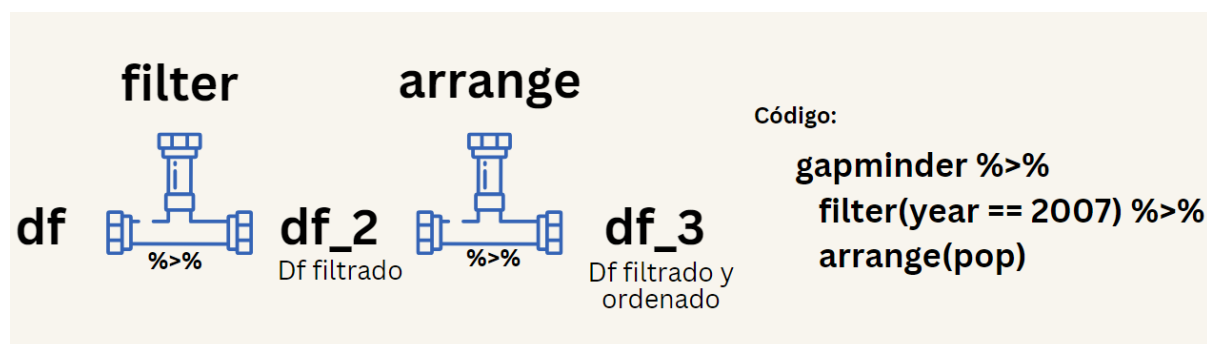 filter
arrange
df
%>%
df_2
Df filtrado
%>%
df_3
Df filtrado y
ordenado
Código:
gapminder %>%
filter(year == 2007) %>%
arrange(pop)